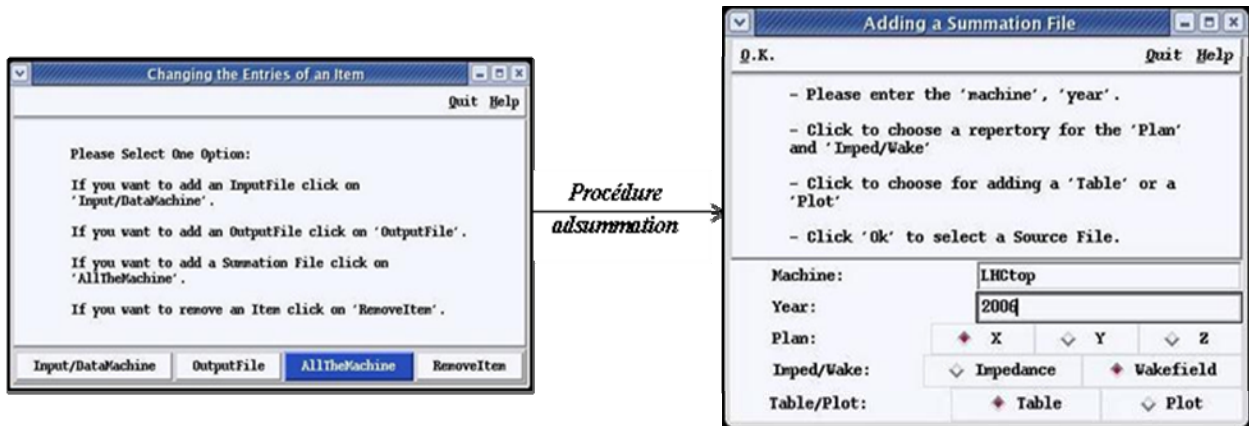 Changing the Entries of an Item
Quit Help
Please Select One Option:
If you want to add an InputFile click on
'Input/DataMachine'.
If you want to add an OutputFile click on 'OutputFile'.
If you want to add a Summation File click on
'AllTheMachine'.
If you want to remove an Item click on 'RemoveItem'.
Input/DataMachine OutputFile AllTheMachine RemoveItem
Procédure
adsummation
Adding a Summation File
O.K. Quit Help
- Please enter the 'machine', 'year'.
- Click to choose a repertory for the 'Plan'
and 'Imped/Wake'
- Click to choose for adding a 'Table' or a
'Plot'
- Click 'Ok' to select a Source File.
Machine: LHCtop
Year: 2006
Plan: X Y Z
Imped/Wake: Impedance Wakefield
Table/Plot: Table Plot